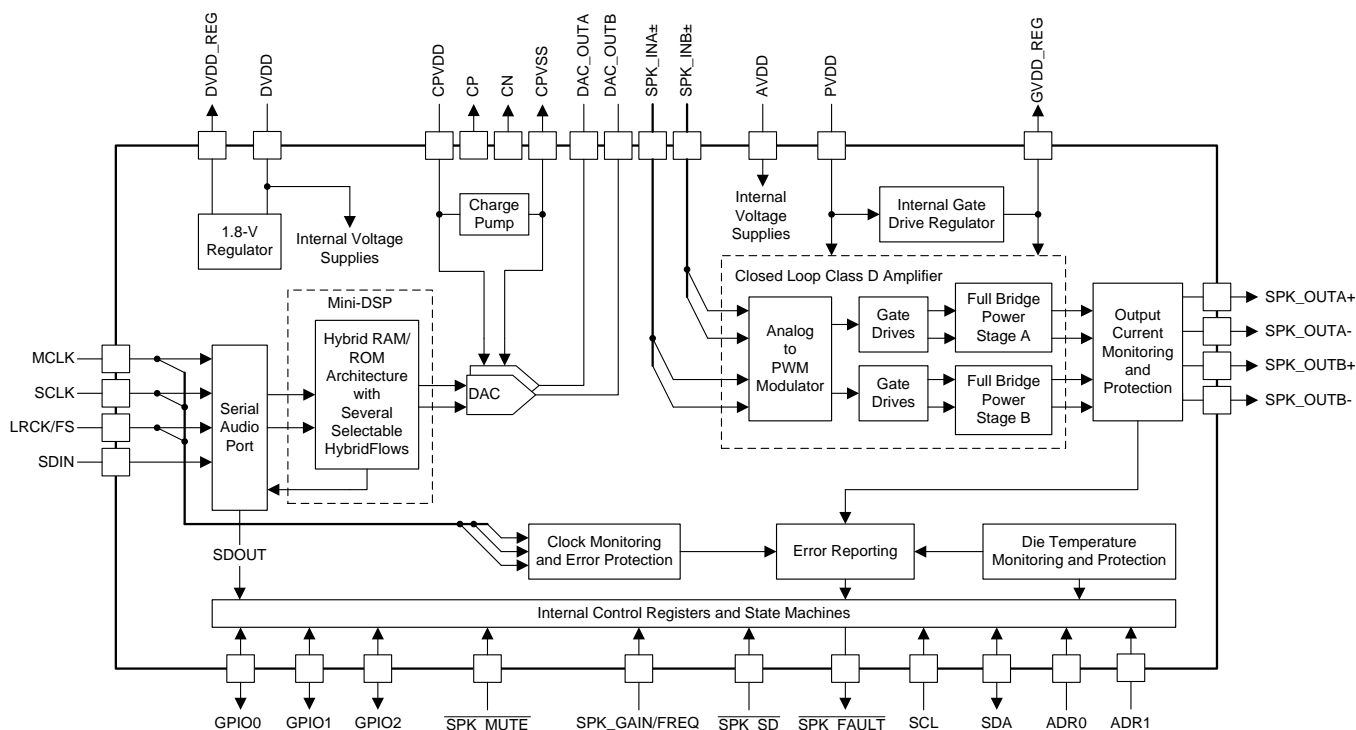 DVDD_REG
DVDD
CPVDD
CP
CN
CPVSS
DAC_OUTA
DAC_OUTB
SPK_INA±
SPK_INB±
AVDD
PVDD
GVDD_REG
1.8-V
Regulator
Internal Voltage
Supplies
Charge
Pump
Internal
Voltage
Supplies
Internal Gate
Drive Regulator
Closed Loop Class D Amplifier
Mini-DSP
Hybrid RAM/
ROM
Architecture
with
Several
Selectable
HybridFlows
DAC
Analog
to
PWM
Modulator
Gate
Drives
Full Bridge
Power
Stage A
Gate
Drives
Full Bridge
Power
Stage B
Output
Current
Monitoring
and
Protection
SPK_OUTA+
SPK_OUTA-
SPK_OUTB+
SPK_OUTB-
MCLK
SCLK
LRCK/FS
SDIN
Serial
Audio
Port
SDOUT
Clock Monitoring
and Error Protection
Error Reporting
Die Temperature
Monitoring and Protection
Internal Control Registers and State Machines
GPIO0
GPIO1
GPIO2
SPK_MUTE
SPK_GAIN/FREQ
SPK_SD
SPK_FAULT
SCL
SDA
ADR0
ADR1